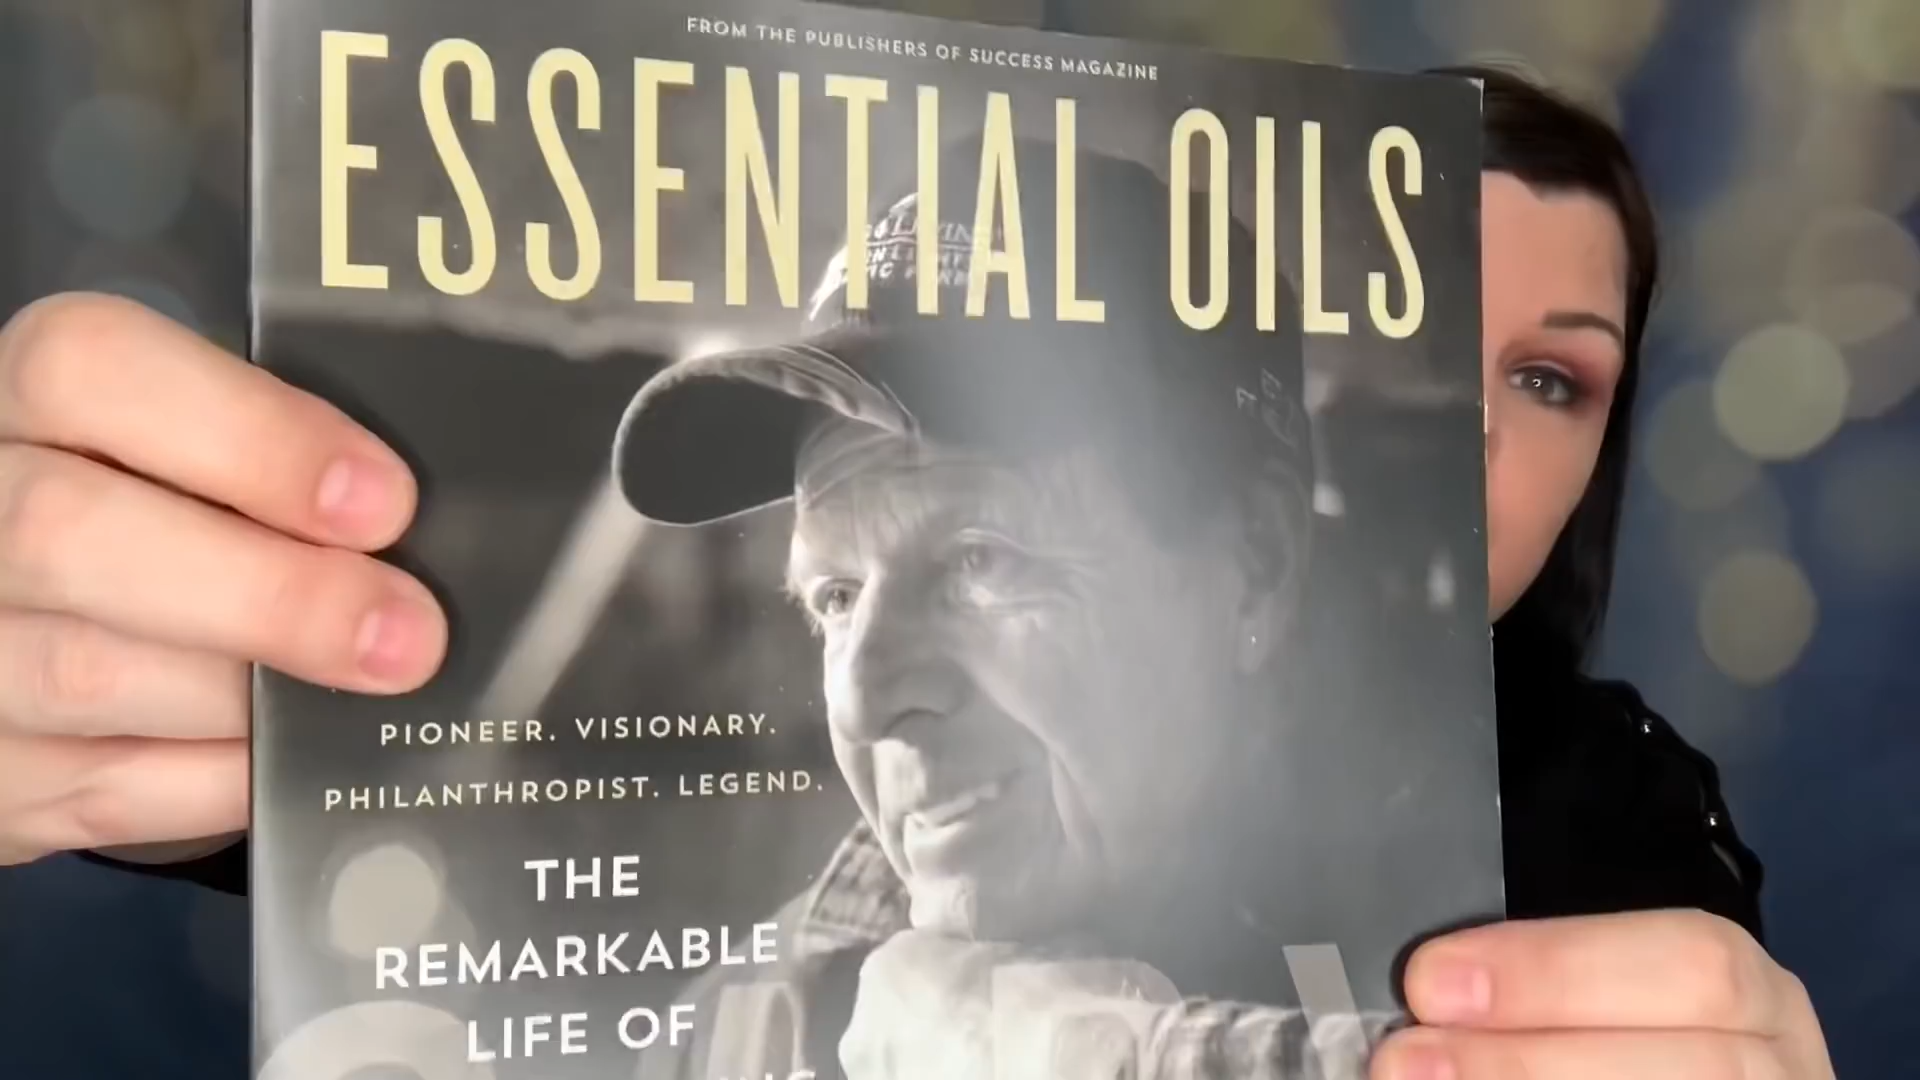 FROM THE PUBLISHERS OF SUCCESS MAGAZINE
ESSENTIAL OILS
PIONEER. VISIONARY.
PHILANTHROPIST. LEGEND.
THE
REMARKABLE
LIFE OF